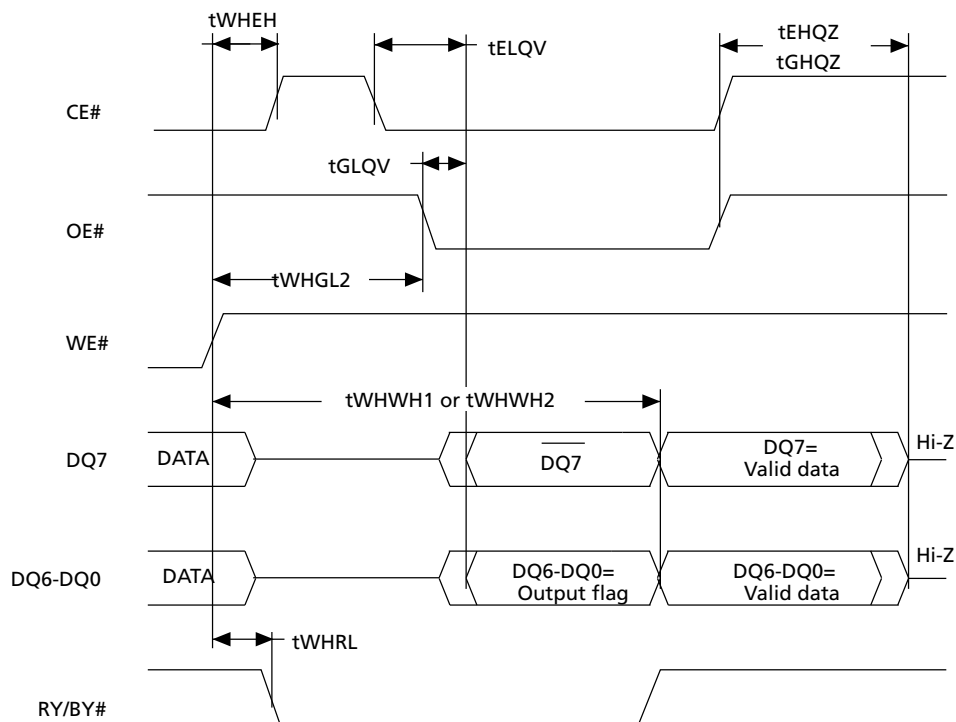 tWHEH
tELQV
tEHQZ
tGHQZ
CE#
tGLQV
OE#
tWHGL2
WE#
tWHWH1 or tWHWH2
DQ7
DATA
DQ7
DQ7=
Valid data
Hi-Z
DQ6-DQ0
DATA
DQ6-DQ0=
Output flag
DQ6-DQ0=
Valid data
Hi-Z
tWHRL
RY/BY#